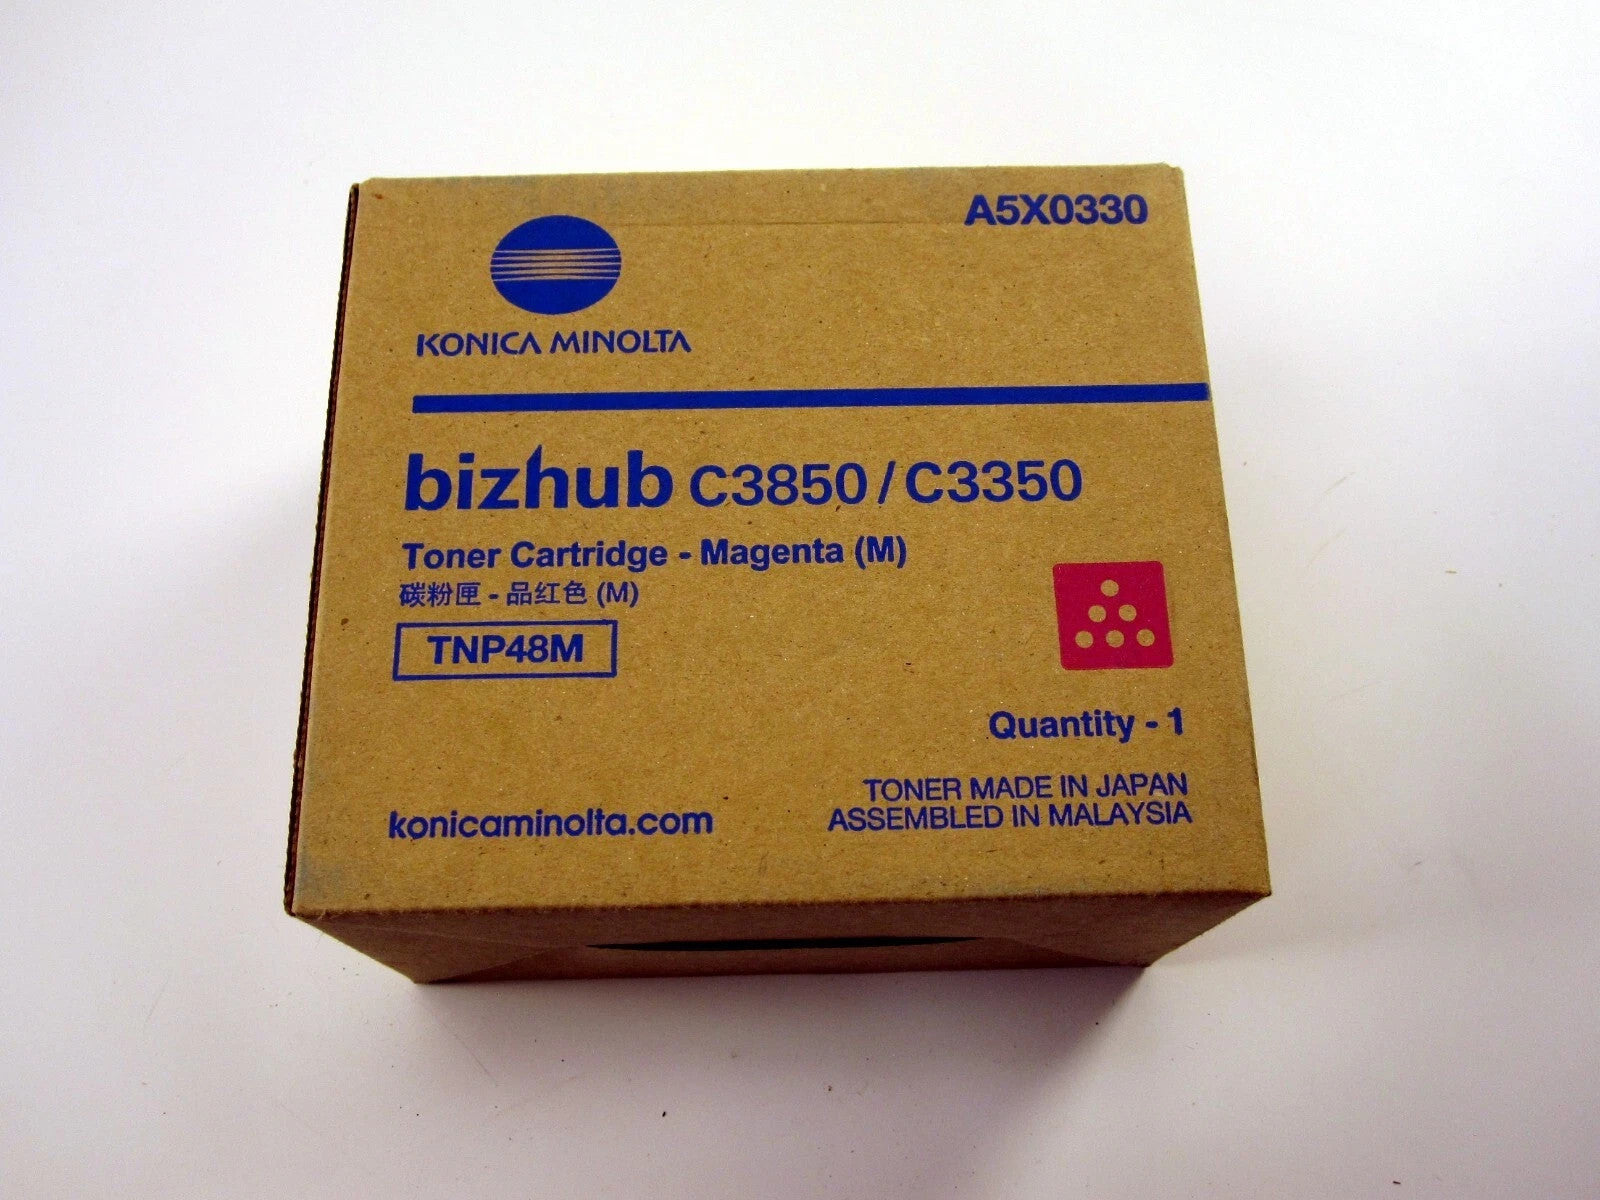 A5X0330
KONICA MINOLTA
bizhub C3850 / C3350
Toner Cartridge - Magenta (M)
碳粉匣 - 品红色 (M)
TNP48M
Quantity - 1
TONER MADE IN JAPAN
ASSEMBLED IN MALAYSIA
konicaminolta.com